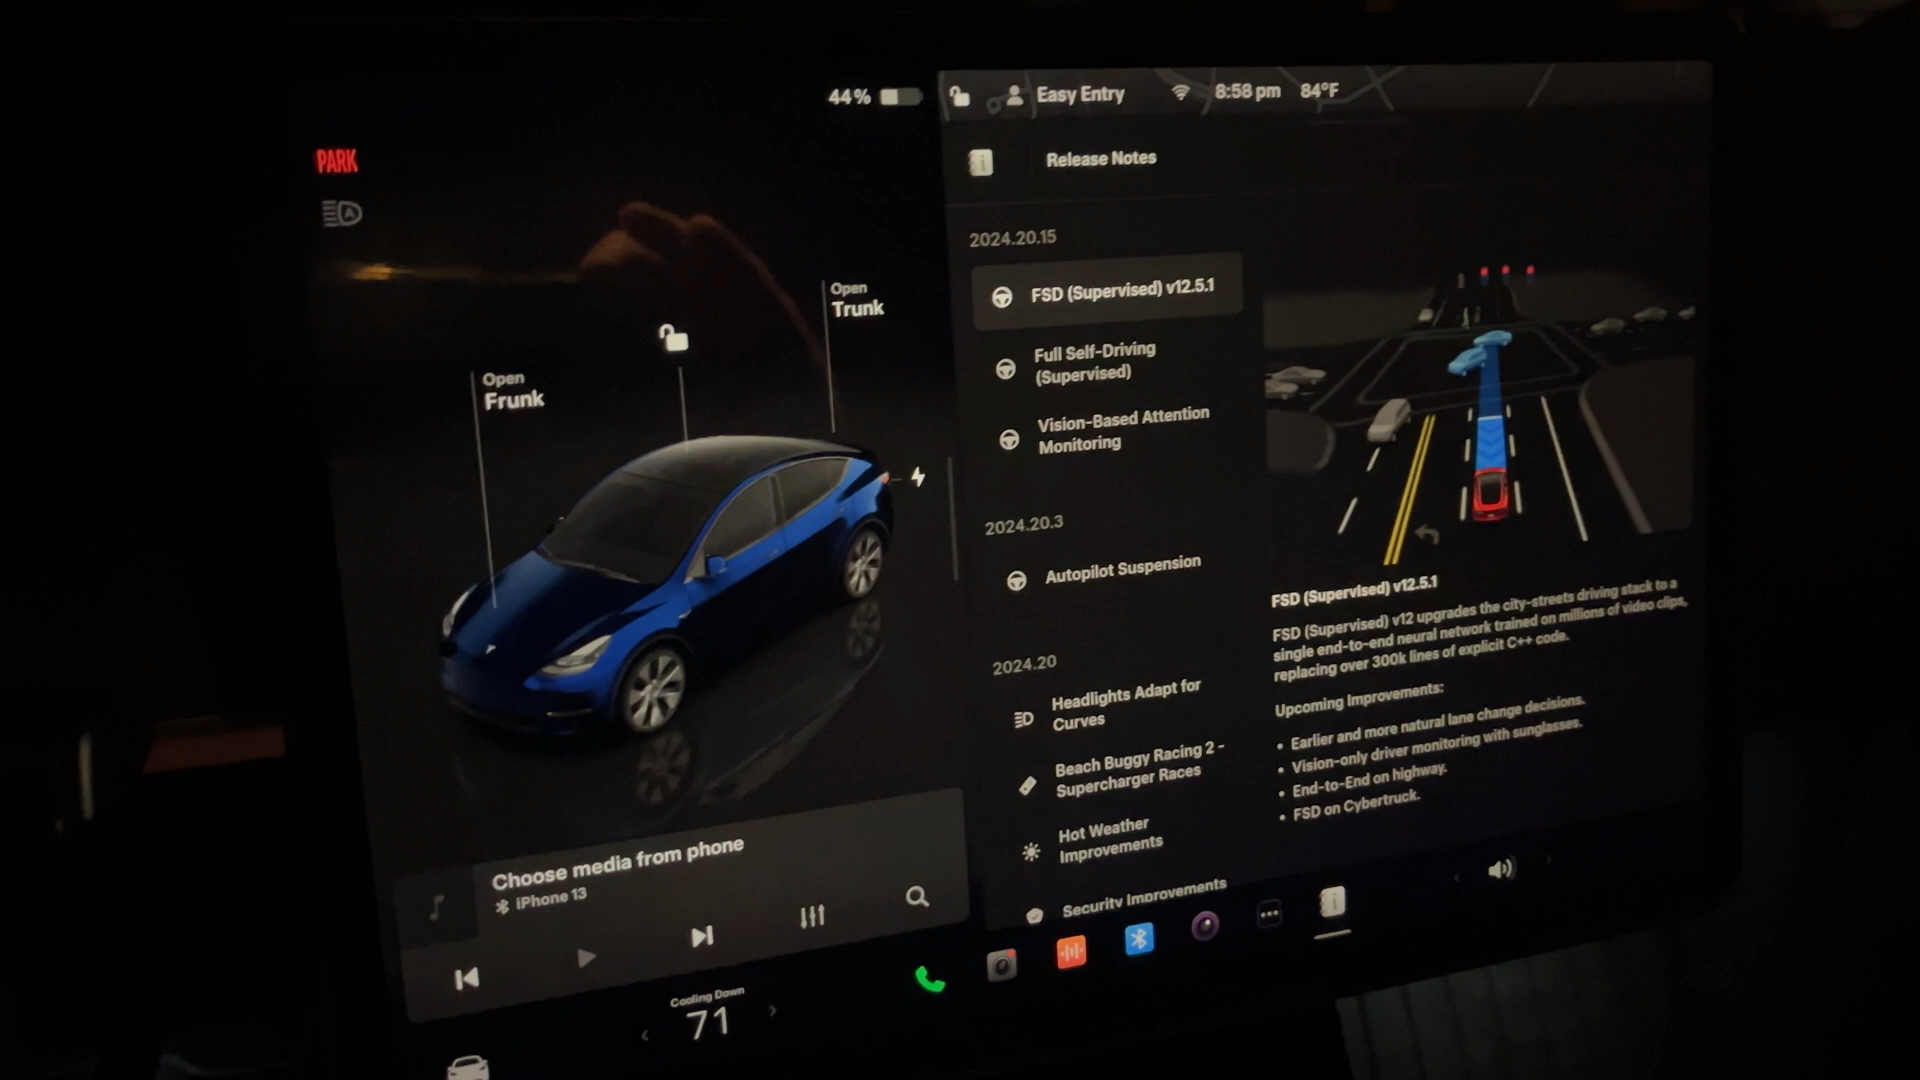 44%
Easy Entry
8:58 pm
84°F
PARK
Release Notes
2024.20.15
FSD (Supervised) v12.5.1
Full Self-Driving
(Supervised)
Vision-Based Attention
Monitoring
2024.20.3
Autopilot Suspension
2024.20
Headlights Adapt for
Curves
Beach Buggy Racing 2 -
Supercharger Races
Hot Weather
Improvements
Security Improvements
Open
Frunk
Open
Trunk
FSD (Supervised) v12.5.1
FSD (Supervised) v12 upgrades the city-streets driving stack to a
single end-to-end neural network trained on millions of video clips,
replacing over 300k lines of explicit C++ code.
Upcoming Improvements:
• Earlier and more natural lane change decisions.
• Vision-only driver monitoring with sunglasses.
• End-to-End on highway.
• FSD on Cybertruck.
Choose media from phone
iPhone 13
Cooling Down
71